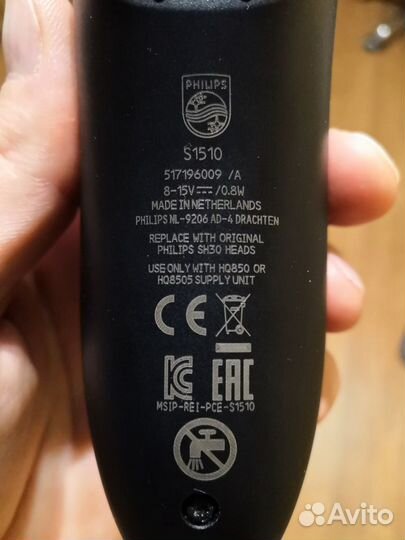 PHILIPS
S1510
517196009 /A
8-15V⎓/0.8W
MADE IN NETHERLANDS
PHILIPS NL-9206 AD-4 DRACHTEN
REPLACE WITH ORIGINAL
PHILIPS SH30 HEADS
USE ONLY WITH HQ850 OR
HQ8505 SUPPLY UNIT
CE
KC EAC
MSIP-REI-PCE-S1510
Avito